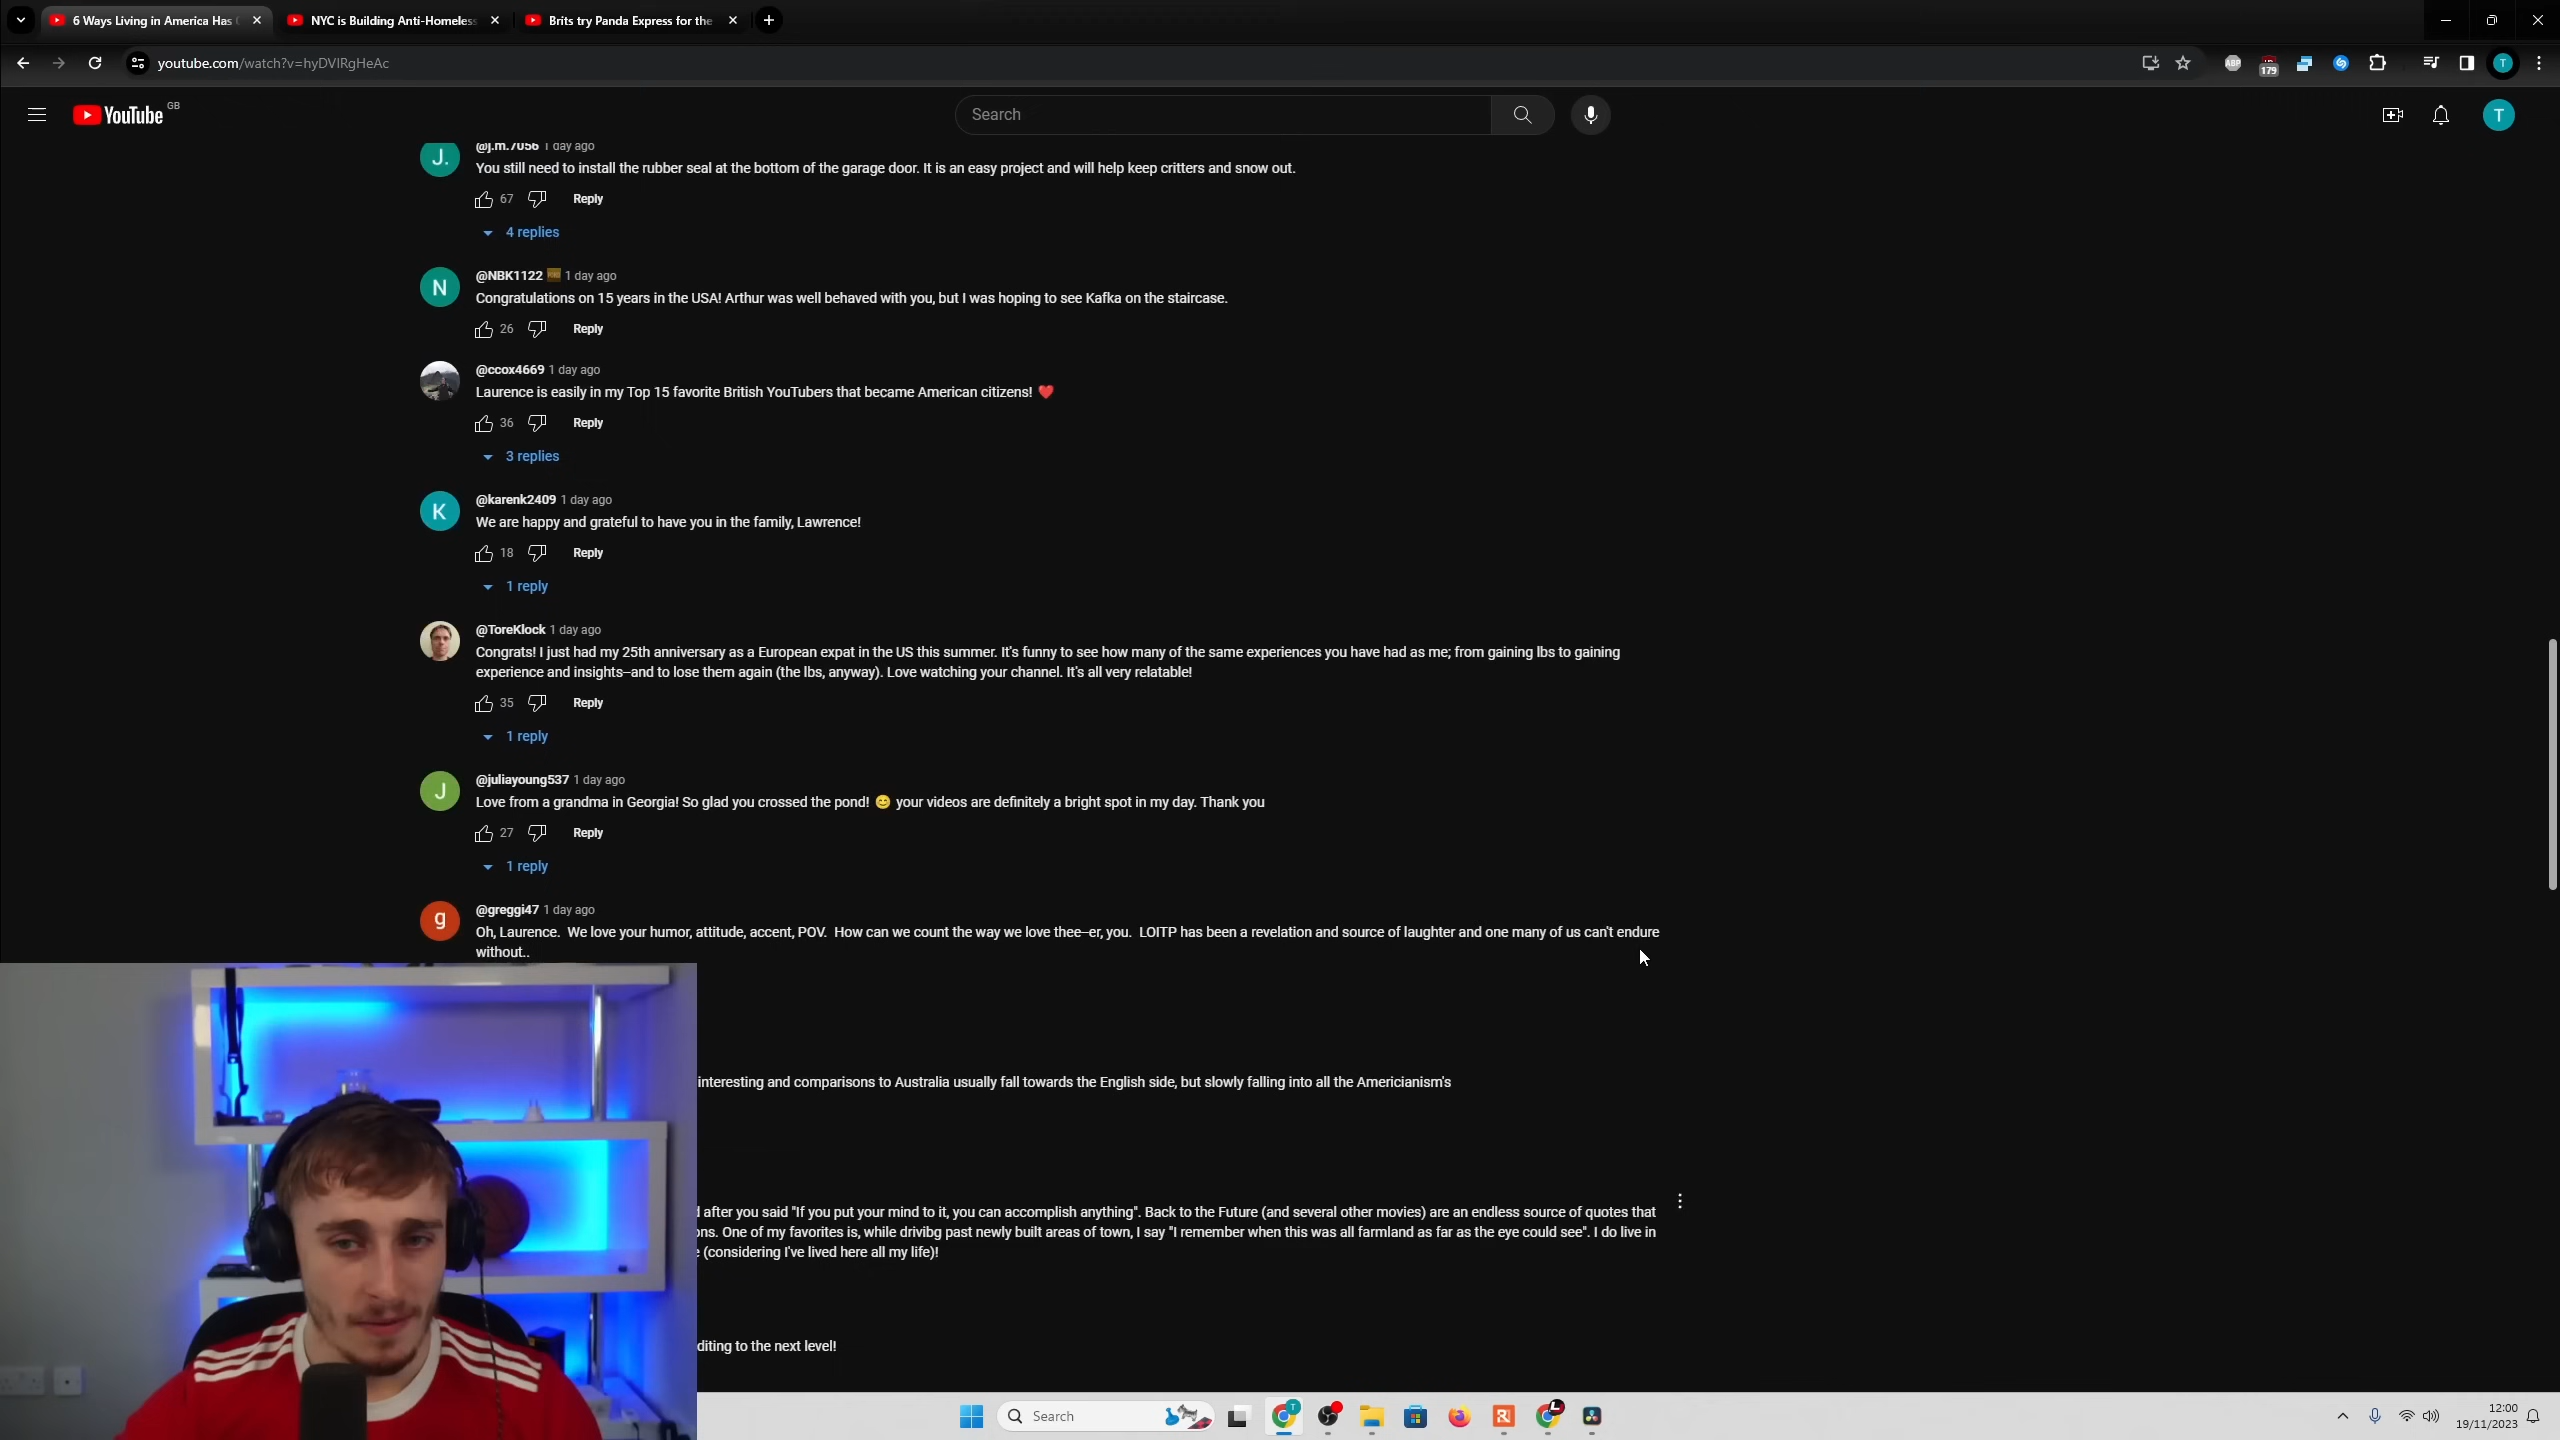 6 Ways Living in America Has
NYC is Building Anti-Homeless
Brits try Panda Express for the
youtube.com/watch?v=hyDVlRgHeAc
ABP
179
T
YouTube GB
Search
T
J.
@j.m.7056 1 day ago
You still need to install the rubber seal at the bottom of the garage door. It is an easy project and will help keep critters and snow out.
67 Reply
4 replies
N
@NBK1122 1 day ago
Congratulations on 15 years in the USA! Arthur was well behaved with you, but I was hoping to see Kafka on the staircase.
26 Reply
@ccox4669 1 day ago
Laurence is easily in my Top 15 favorite British YouTubers that became American citizens! ❤️
36 Reply
3 replies
K
@karenk2409 1 day ago
We are happy and grateful to have you in the family, Lawrence!
18 Reply
1 reply
@ToreKlock 1 day ago
Congrats! I just had my 25th anniversary as a European expat in the US this summer. It's funny to see how many of the same experiences you have had as me; from gaining lbs to gaining
experience and insights–and to lose them again (the lbs, anyway). Love watching your channel. It's all very relatable!
35 Reply
1 reply
J
@juliayoung537 1 day ago
Love from a grandma in Georgia! So glad you crossed the pond! 😊 your videos are definitely a bright spot in my day. Thank you
27 Reply
1 reply
g
@greggi47 1 day ago
Oh, Laurence. We love your humor, attitude, accent, POV. How can we count the way we love thee–er, you. LOITP has been a revelation and source of laughter and one many of us can't endure
without..
interesting and comparisons to Australia usually fall towards the English side, but slowly falling into all the Americianism's
after you said "If you put your mind to it, you can accomplish anything". Back to the Future (and several other movies) are an endless source of quotes that
ons. One of my favorites is, while drivibg past newly built areas of town, I say "I remember when this was all farmland as far as the eye could see". I do live in
(considering I've lived here all my life)!
diting to the next level!
Search
12:00
19/11/2023